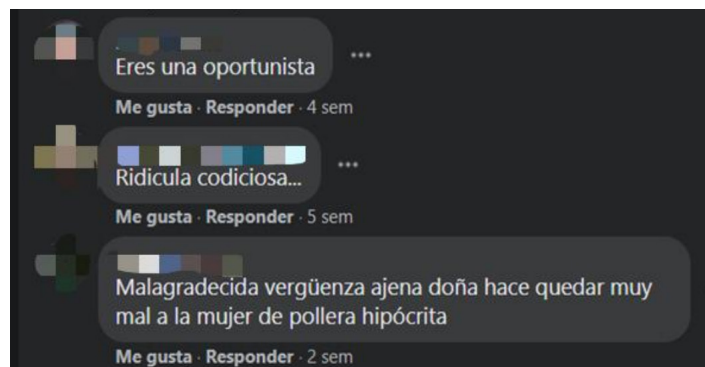 Eres una oportunista
Me gusta · Responder · 4 sem
Ridicula codiciosa...
Me gusta · Responder · 5 sem
Malagradecida vergüenza ajena doña hace quedar muy
mal a la mujer de pollera hipócrita
Me gusta · Responder · 2 sem